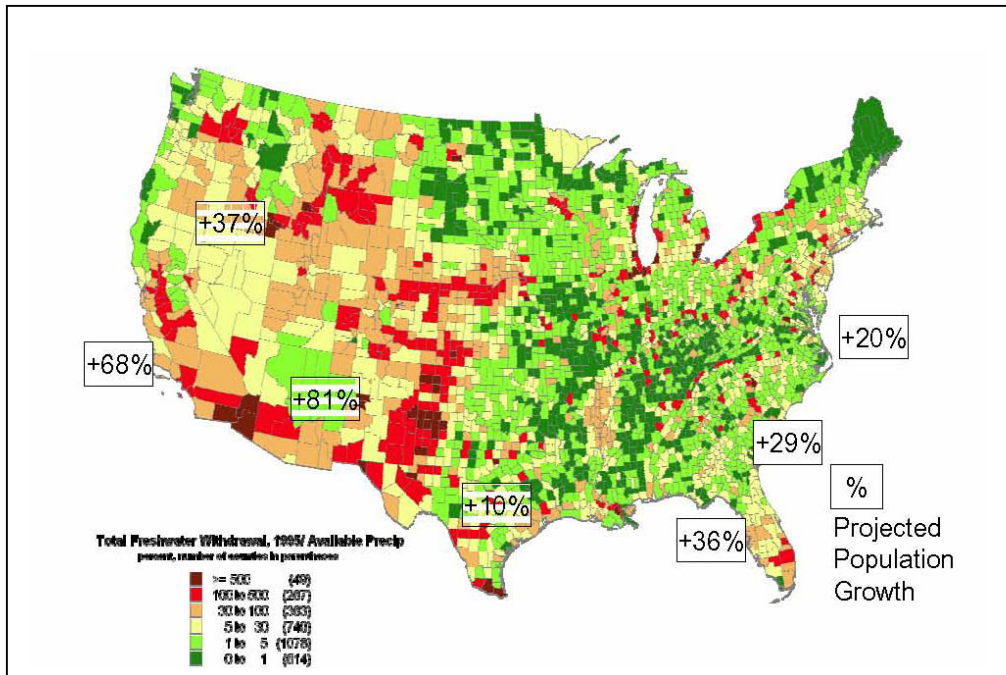 +37%
+68%
+81%
+20%
+29%
+10%
+36%
%
Projected
Population
Growth
Total Freshwater Withdrawal, 1995/ Available Precip
percent, number of counties in parentheses
>= 500 (49)
100 to 500 (267)
30 to 100 (363)
5 to 30 (740)
1 to 5 (1078)
0 to 1 (614)